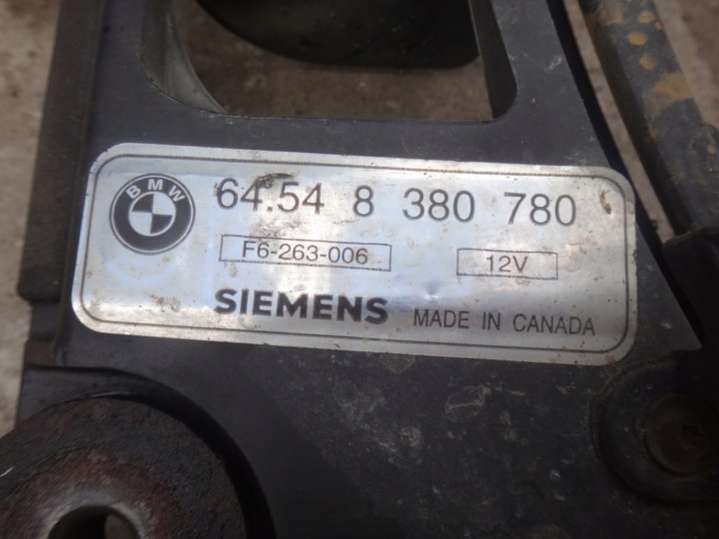 BMW 64.54 8 380 780
F6-263-006 12V
SIEMENS MADE IN CANADA